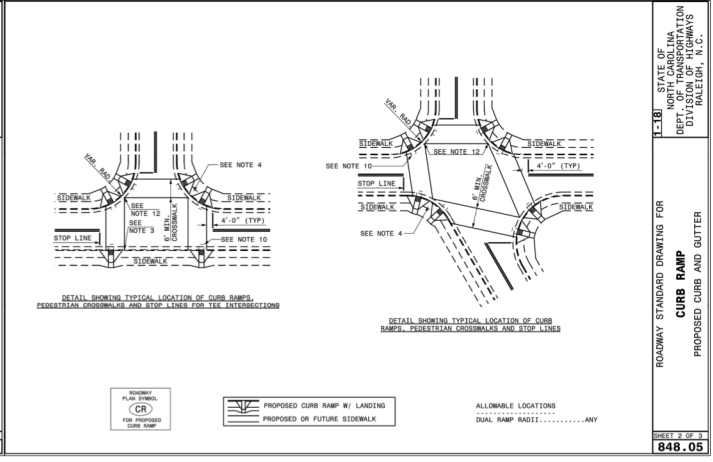 VAR. RAD.
SEE NOTE 4
SIDEWALK
SIDEWALK
SEE
NOTE 12
SEE
NOTE 3
6' MIN.
CROSSWALK
4'-0" (TYP)
STOP LINE
SEE NOTE 10
SIDEWALK
DETAIL SHOWING TYPICAL LOCATION OF CURB RAMPS,
PEDESTRIAN CROSSWALKS AND STOP LINES FOR TEE INTERSECTIONS
VAR. RAD.
SIDEWALK
SIDEWALK
SEE NOTE 12
SEE NOTE 10
4'-0" (TYP)
STOP LINE
6' MIN.
CROSSWALK
SIDEWALK
SIDEWALK
SEE NOTE 4
DETAIL SHOWING TYPICAL LOCATION OF CURB
RAMPS, PEDESTRIAN CROSSWALKS AND STOP LINES
ROADWAY
PLAN SYMBOL
CR
FOR PROPOSED
CURB RAMP
PROPOSED CURB RAMP W/ LANDING
PROPOSED OR FUTURE SIDEWALK
ALLOWABLE LOCATIONS
-------------------
DUAL RAMP RADII...........ANY
1-18
STATE OF
NORTH CAROLINA
DEPT. OF TRANSPORTATION
DIVISION OF HIGHWAYS
RALEIGH, N.C.
ROADWAY STANDARD DRAWING FOR
CURB RAMP
PROPOSED CURB AND GUTTER
SHEET 2 OF 3
848.05